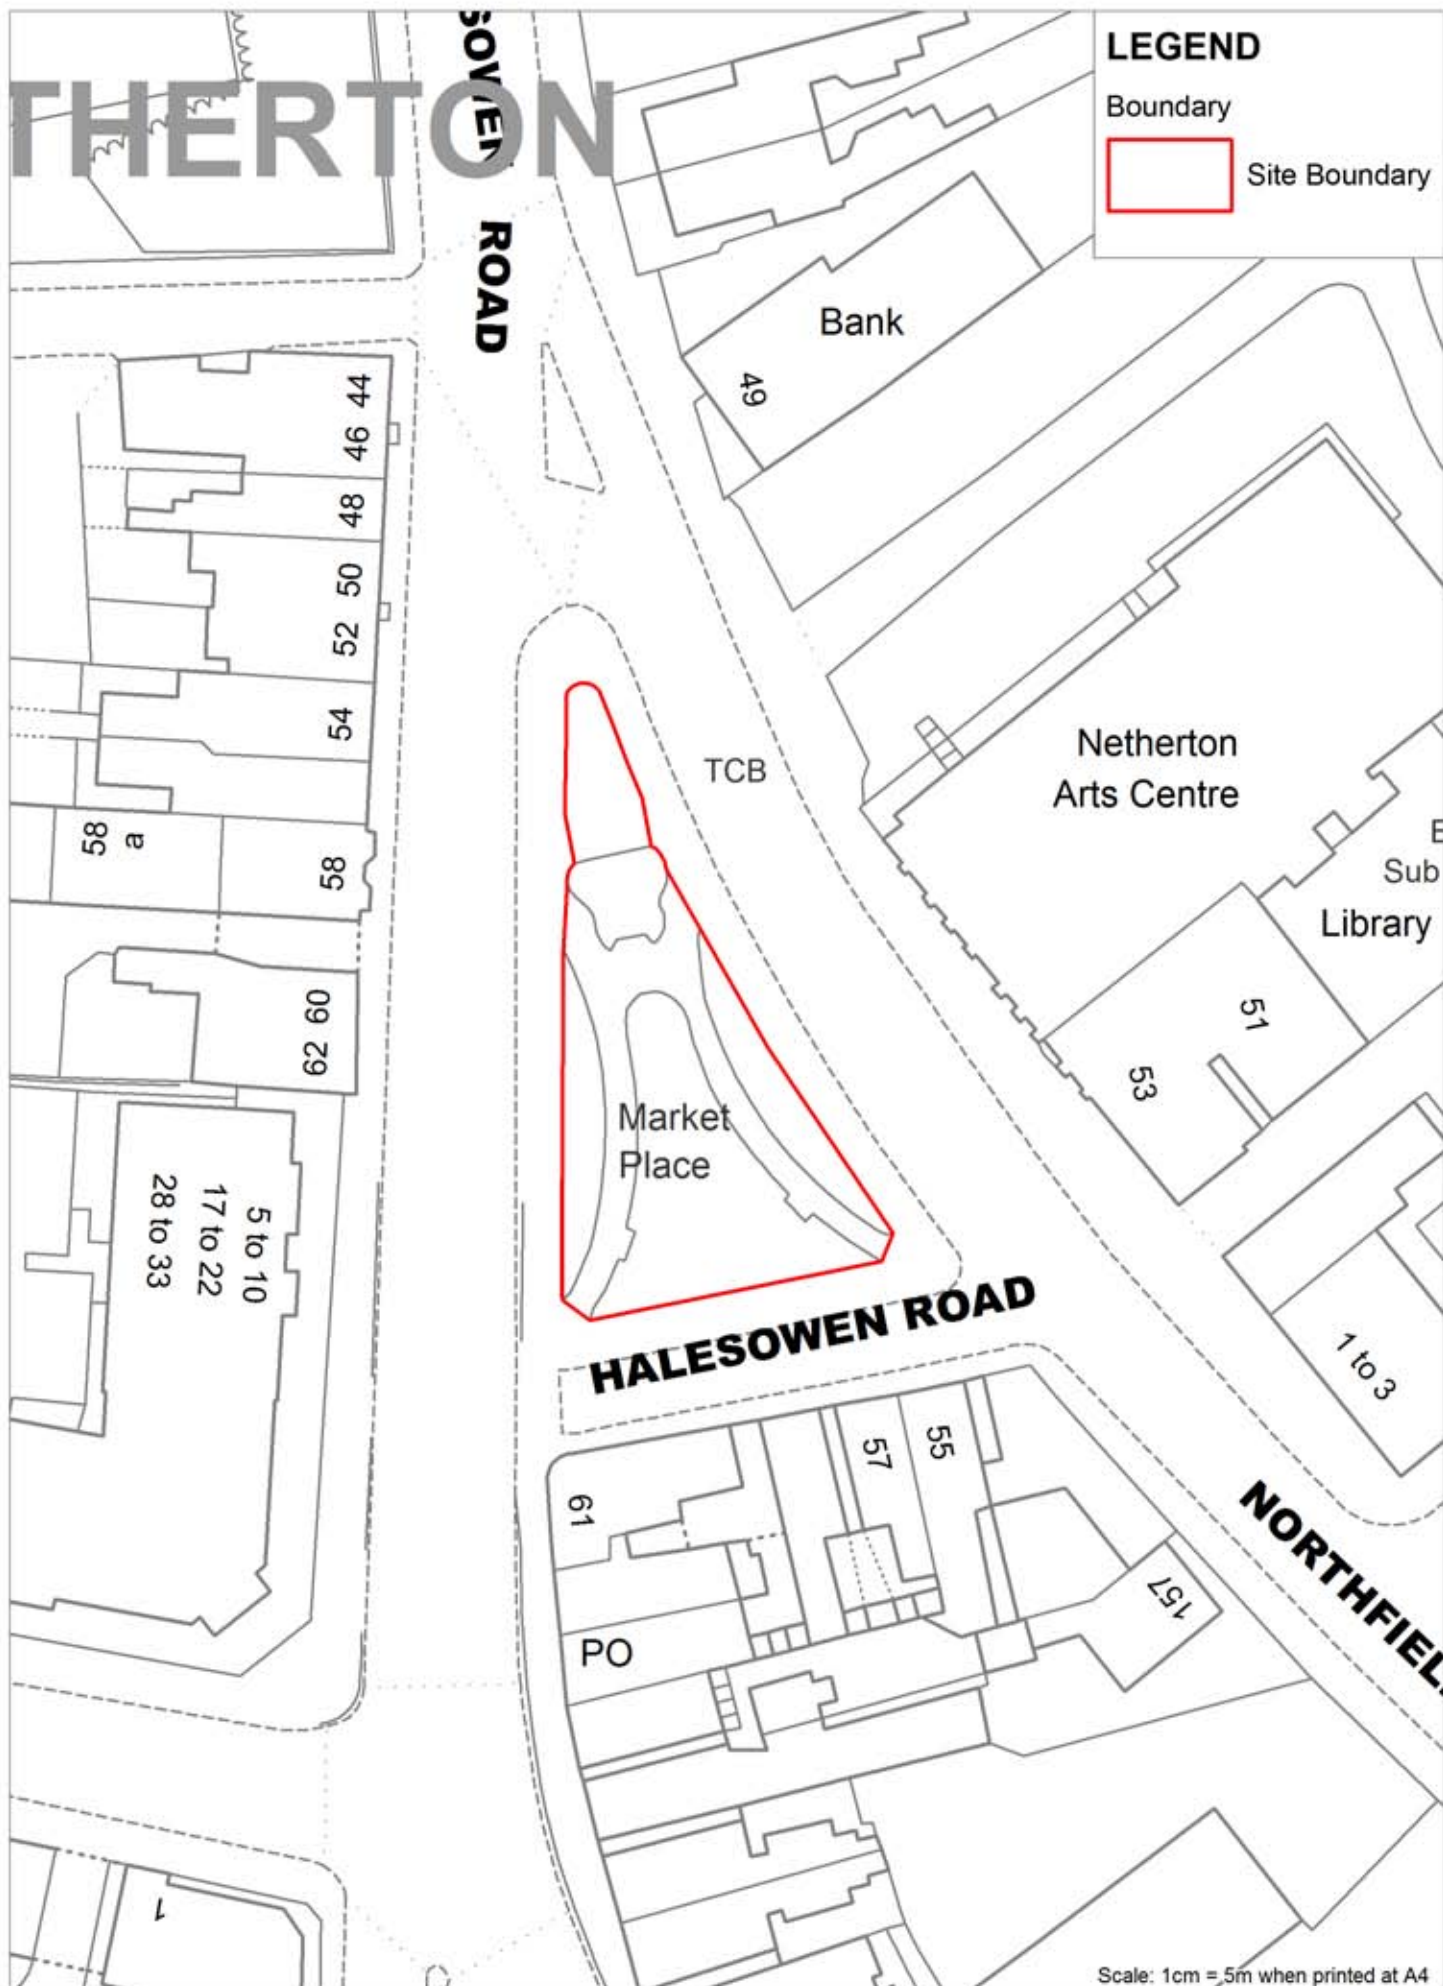 THERTON
SOWEN
ROAD
LEGEND
Boundary
Site Boundary
Bank
49
44
46
48
50
52
54
58
a
58
60
62
TCB
Netherton
Arts Centre
Sub
Library
51
53
Market
Place
5 to 10
17 to 22
28 to 33
HALESOWEN ROAD
1 to 3
57
55
61
157
NORTHFIEL
PO
1
Scale: 1cm = 5m when printed at A4